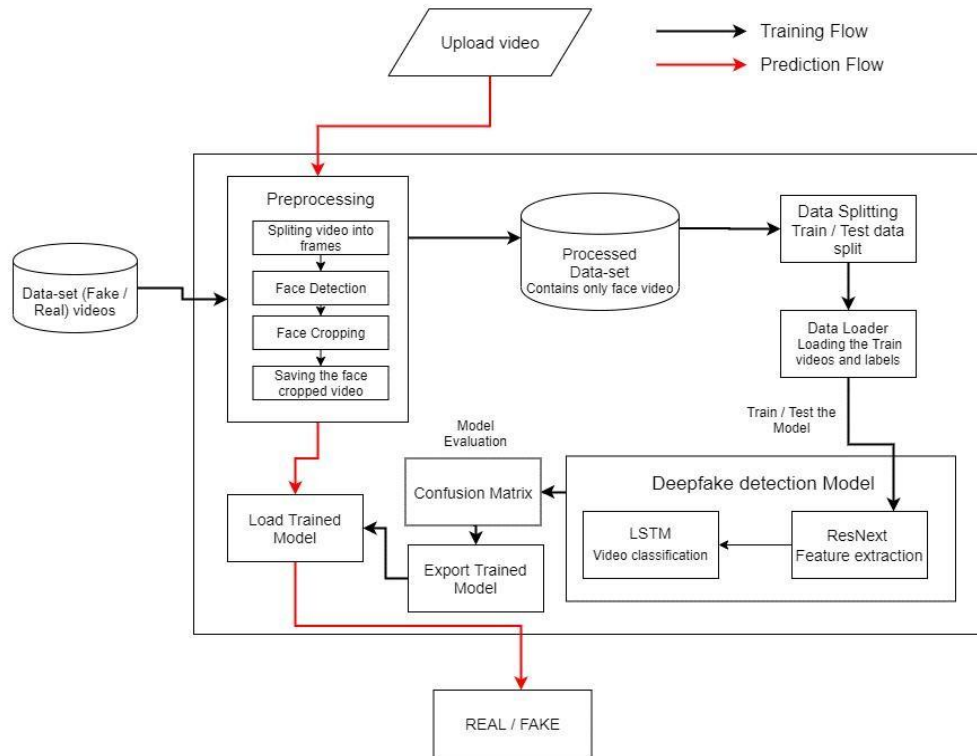 Upload video
Training Flow
Prediction Flow
Preprocessing
Spliting video into
frames
Face Detection
Face Cropping
Saving the face
cropped video
Data-set (Fake /
Real) videos
Processed
Data-set
Contains only face video
Data Splitting
Train / Test data
split
Data Loader
Loading the Train
videos and labels
Train / Test the
Model
Deepfake detection Model
ResNext
Feature extraction
LSTM
Video classification
Model
Evaluation
Confusion Matrix
Export Trained
Model
Load Trained
Model
REAL / FAKE